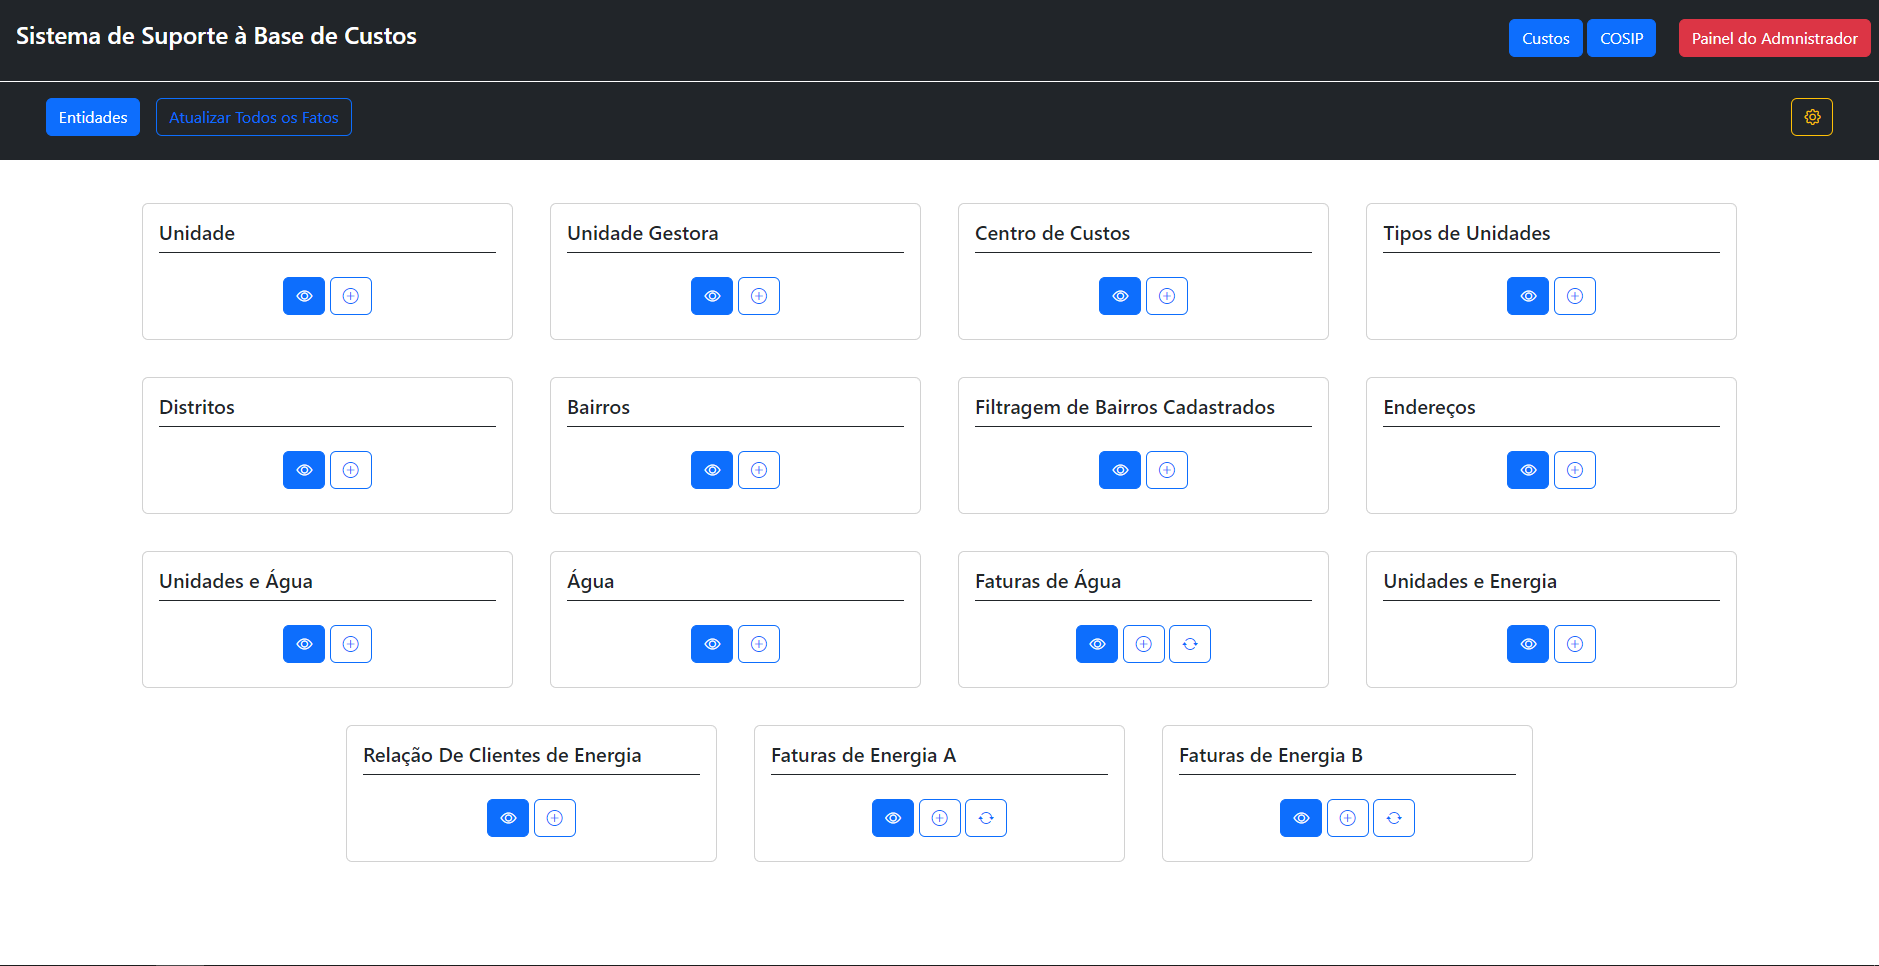 Sistema de Suporte à Base de Custos
Custos
COSIP
Painel do Admnistrador
Entidades
Atualizar Todos os Fatos
Unidade
Unidade Gestora
Centro de Custos
Tipos de Unidades
Distritos
Bairros
Filtragem de Bairros Cadastrados
Endereços
Unidades e Água
Água
Faturas de Água
Unidades e Energia
Relação De Clientes de Energia
Faturas de Energia A
Faturas de Energia B